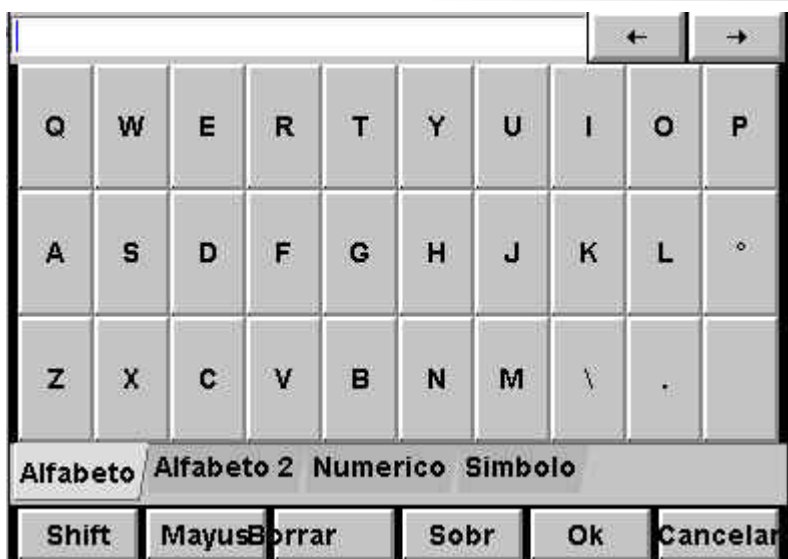 ← →
Q W E R T Y U I O P
A S D F G H J K L °
Z X C V B N M \ .
Alfabeto Alfabeto 2 Numerico Simbolo
Shift Mayus Borrar Sobr Ok Cancelar